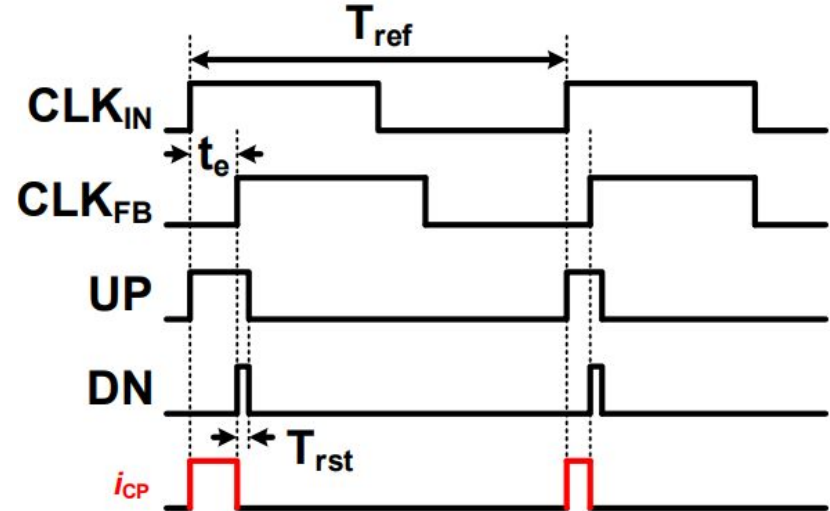 Tref
CLKIN
te
CLKFB
UP
DN
Trst
iCP